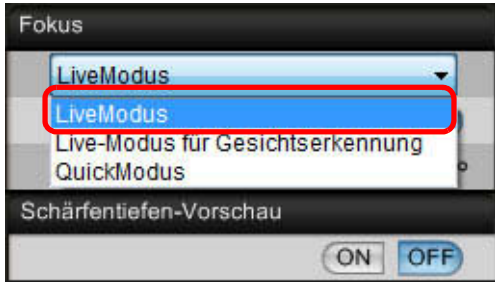 Fokus
LiveModus
LiveModus
Live-Modus für Gesichtserkennung
QuickModus
Schärfentiefen-Vorschau
ON OFF